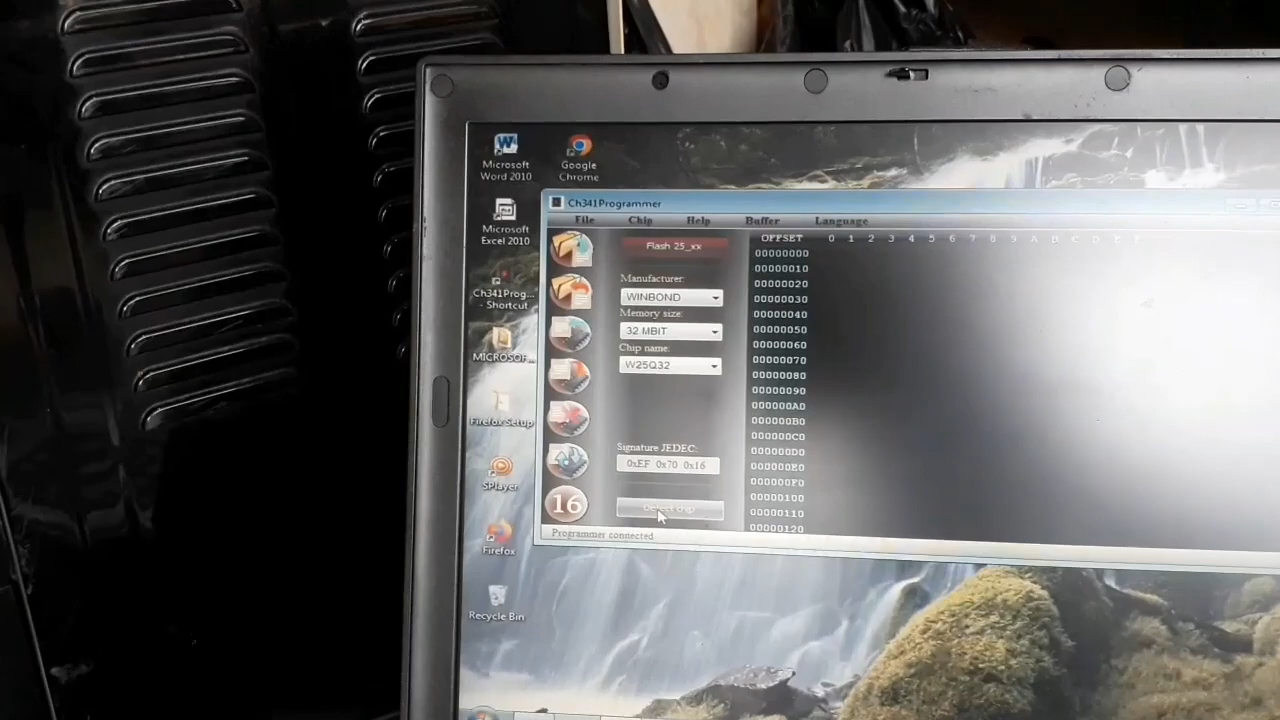 Microsoft
Word 2010
Google
Chrome
Microsoft
Excel 2010
Ch341Prog...
- Shortcut
MICROSOF...
Firefox Setup
SPlayer
Firefox
Recycle Bin
Ch341Programmer
File Chip Help Buffer Language
Flash 25_xx
Manufacturer:
WINBOND
Memory size:
32 MBIT
Chip name:
W25Q32
Signature JEDEC:
0xEF 0x70 0x16
Detect chip
16
Programmer connected
OFFSET 0 1 2 3 4 5 6 7 8 9 A B C D E F
00000000
00000010
00000020
00000030
00000040
00000050
00000060
00000070
00000080
00000090
000000A0
000000B0
000000C0
000000D0
000000E0
000000F0
00000100
00000110
00000120